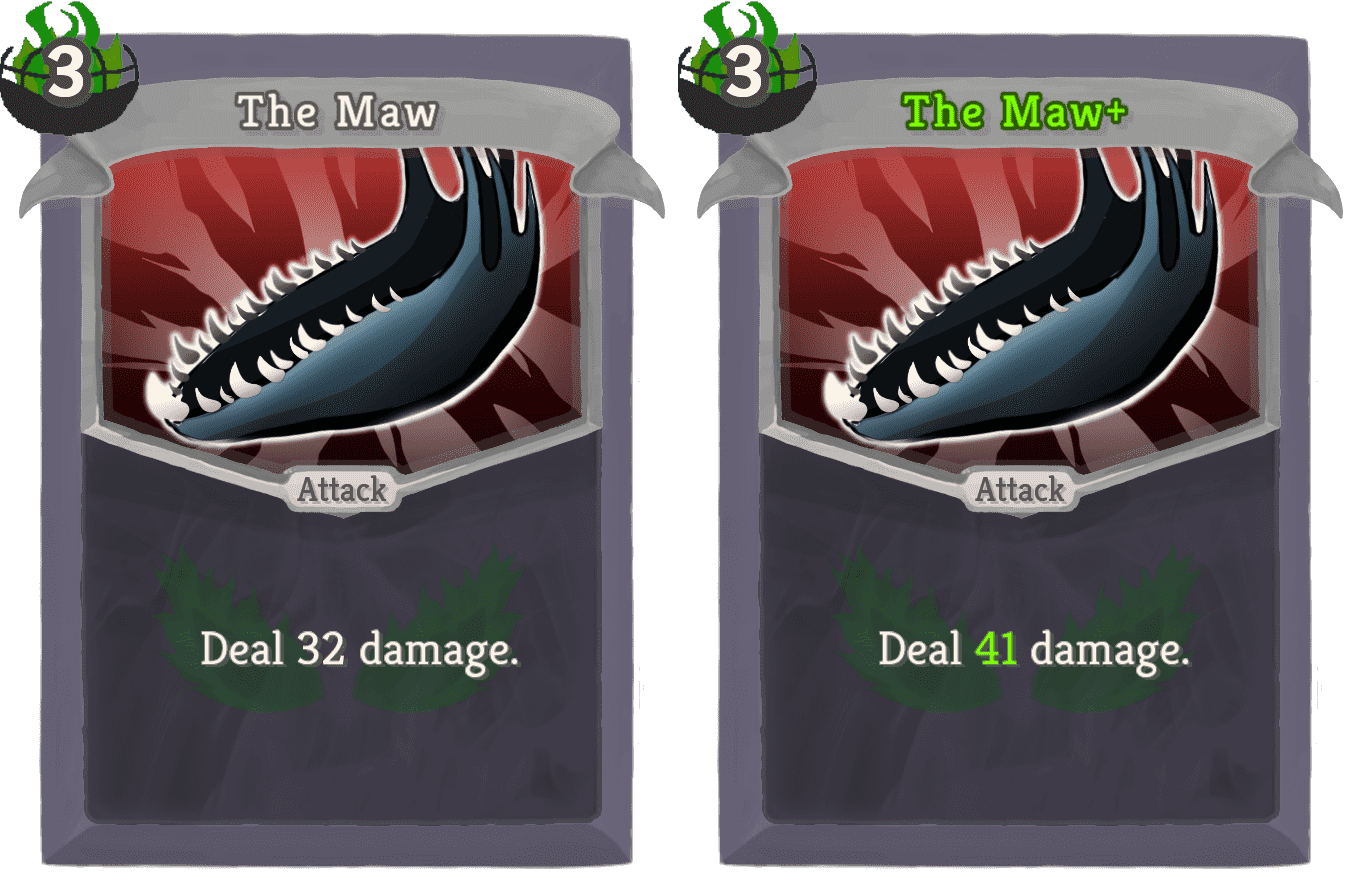 3
The Maw
Attack
Deal 32 damage.
3
The Maw+
Attack
Deal 41 damage.